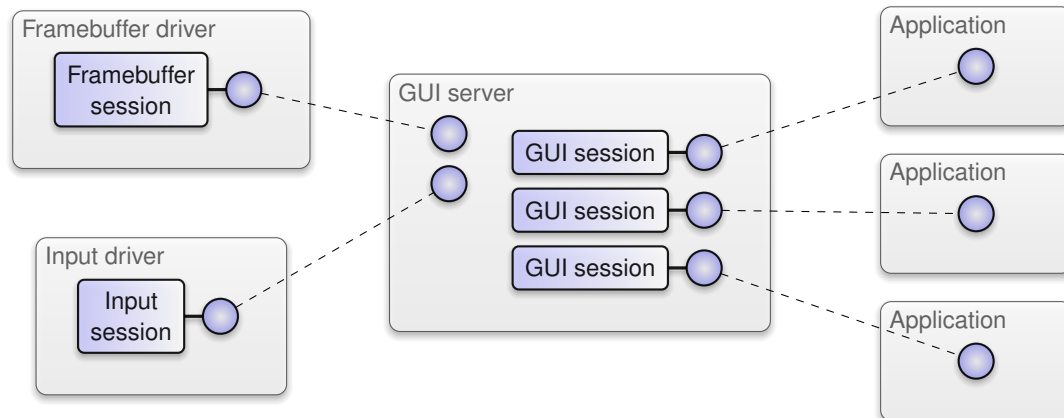 Framebuffer driver
Framebuffer
session
Input driver
Input
session
GUI server
GUI session
GUI session
GUI session
Application
Application
Application